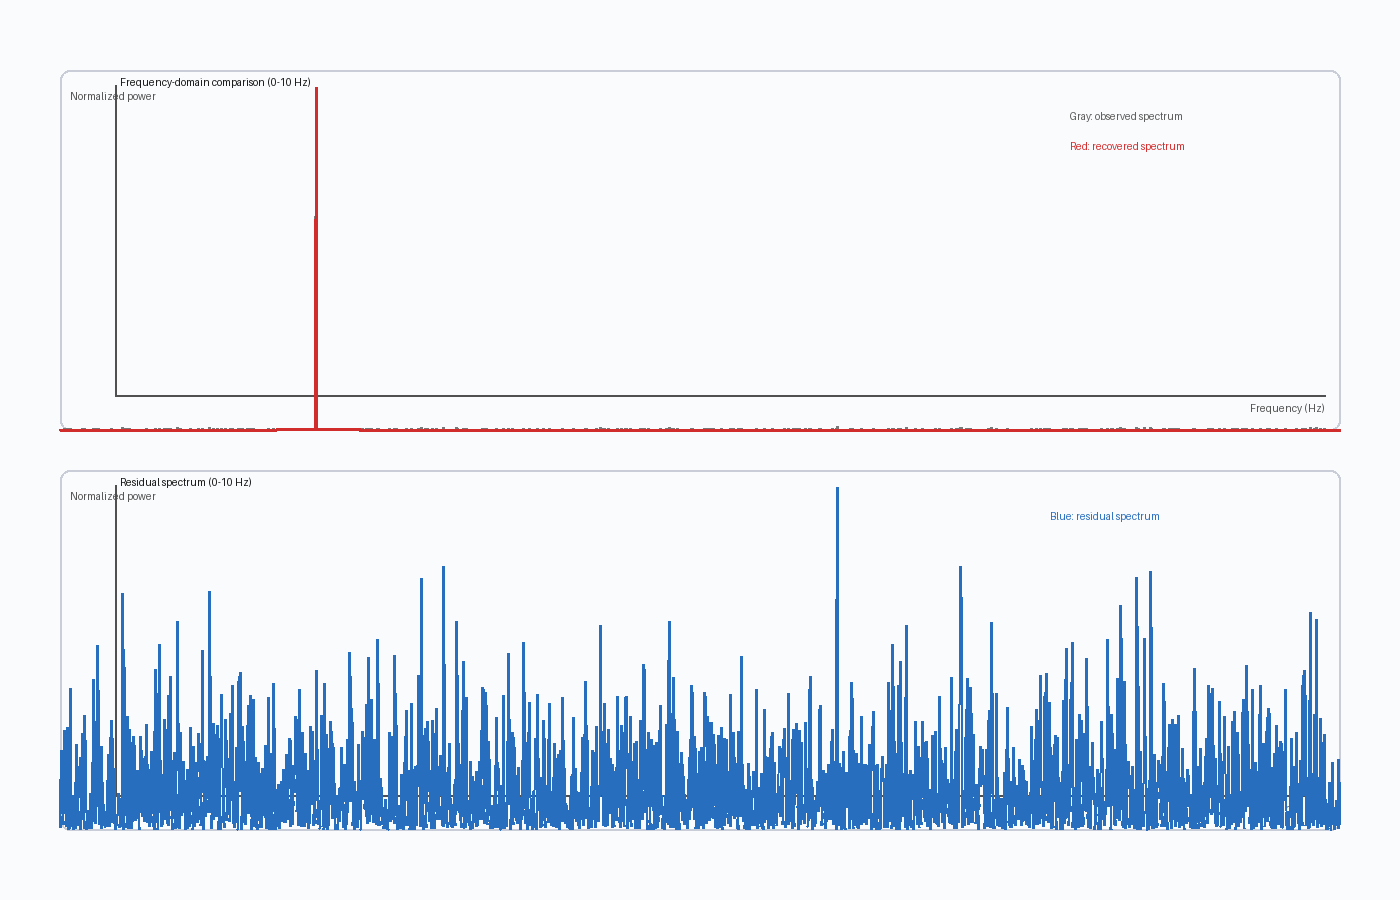 Frequency-domain comparison (0-10 Hz)
Normalized power
Gray: observed spectrum
Red: recovered spectrum
Frequency (Hz)
Residual spectrum (0-10 Hz)
Normalized power
Blue: residual spectrum